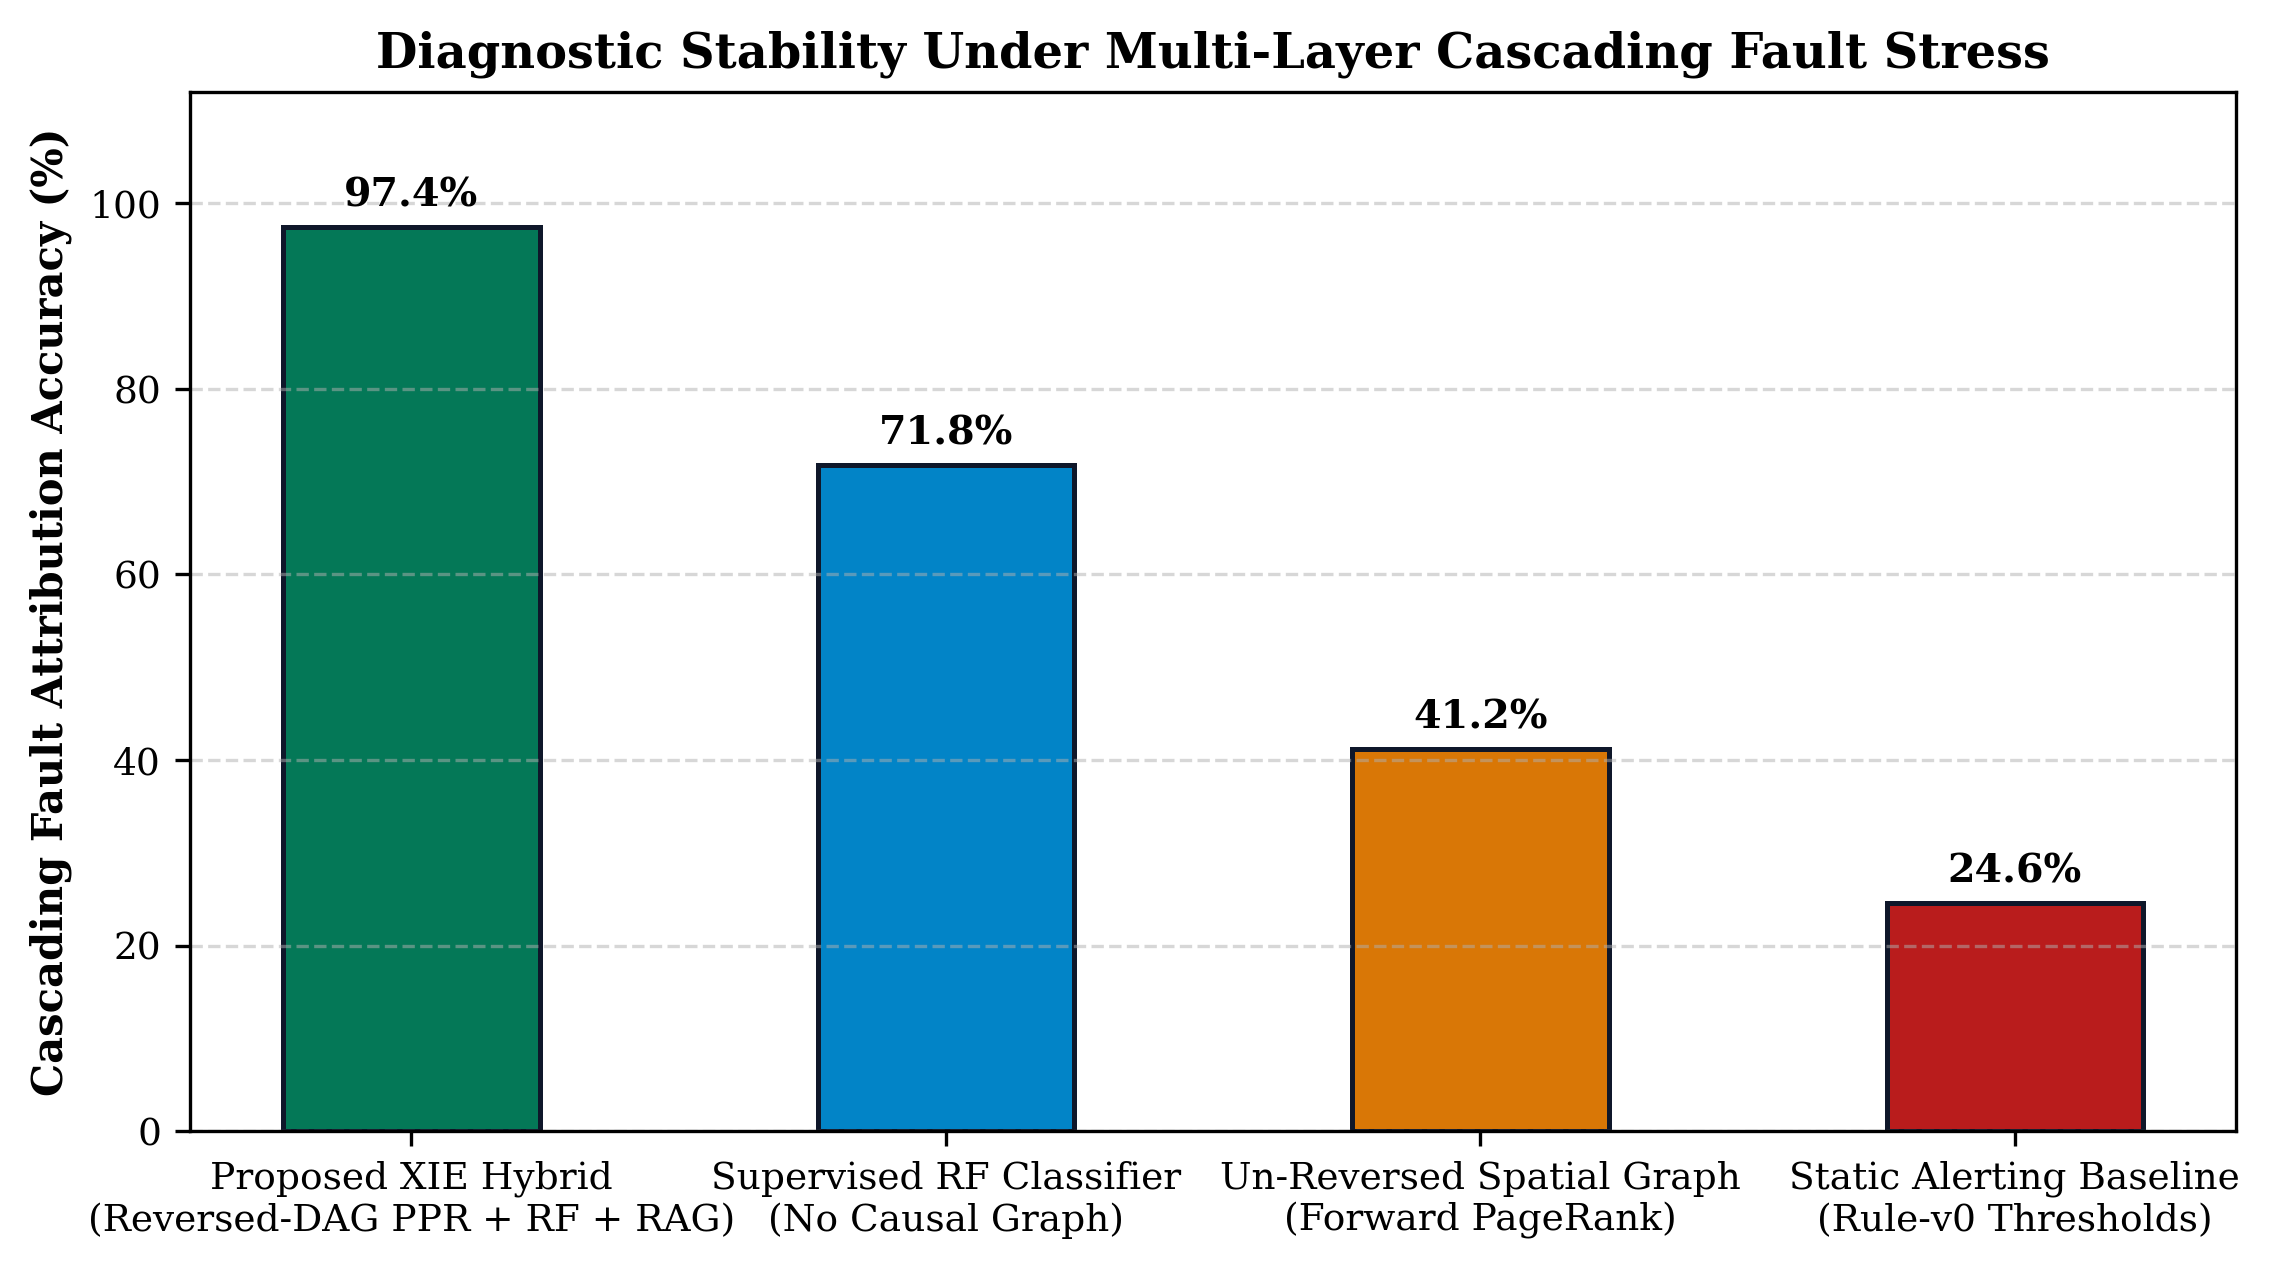 Diagnostic Stability Under Multi-Layer Cascading Fault Stress
Cascading Fault Attribution Accuracy (%)
100
80
60
40
20
0
97.4%
71.8%
41.2%
24.6%
Proposed XIE Hybrid
(Reversed-DAG PPR + RF + RAG)
Supervised RF Classifier
(No Causal Graph)
Un-Reversed Spatial Graph
(Forward PageRank)
Static Alerting Baseline
(Rule-v0 Thresholds)